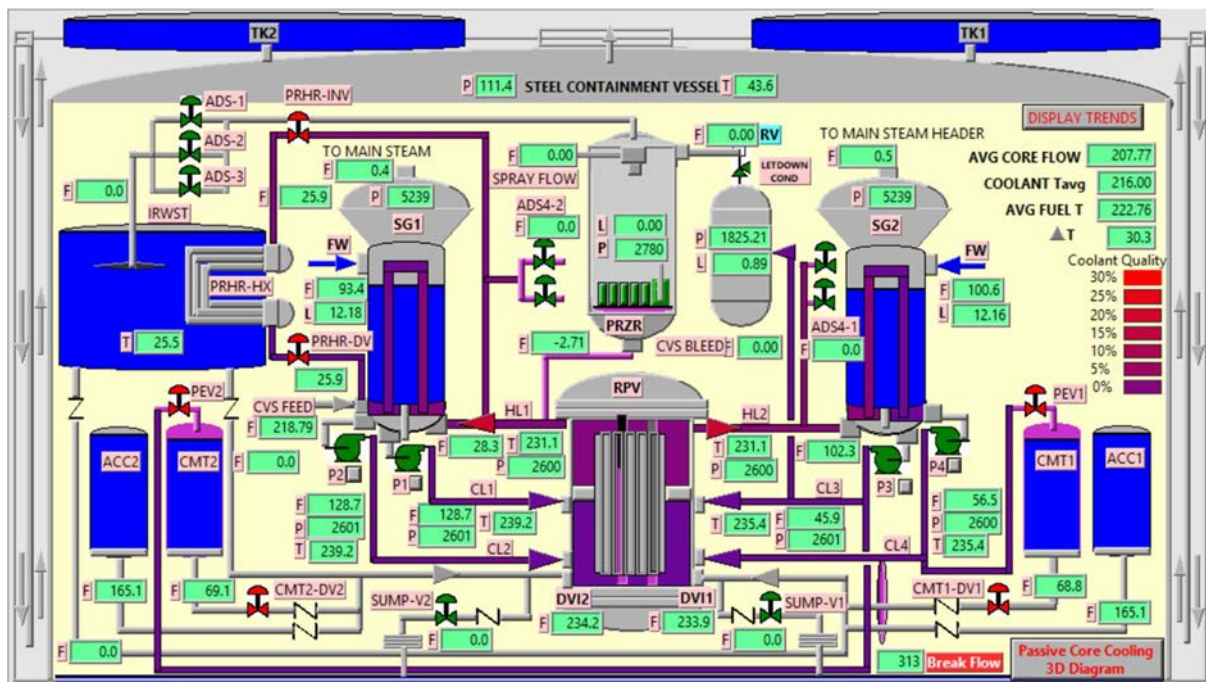 TK2
TK1
P 111.4 STEEL CONTAINMENT VESSEL T 43.6
ADS-1
PRHR-INV
DISPLAY TRENDS
F 0.00 RV
TO MAIN STEAM HEADER
ADS-2
TO MAIN STEAM
F 0.00
F 0.5
AVG CORE FLOW 207.77
F 0.4
SPRAY FLOW
LETDOWN
COND
COOLANT Tavg 216.00
ADS-3
F 0.0
F 25.9
P 5239
ADS4-2
P 5239
AVG FUEL T 222.76
IRWST
SG1
F 0.0
L 0.00
P 2780
P 1825.21
SG2
T 30.3
FW
L 0.89
FW
Coolant Quality
30%
PRHR-HX
F 93.4
F 100.6
25%
L 12.18
L 12.16
20%
PRZR
ADS4-1
15%
T 25.5
PRHR-DV
F -2.71
CVS BLEED F 0.00
F 0.0
10%
5%
25.9
RPV
0%
PEV2
PEV1
CVS FEED
HL1
HL2
F 218.79
F 28.3
T 231.1
T 231.1
F 102.3
ACC2
CMT2
F 0.0
P 2600
P 2600
CMT1
ACC1
P2
P1
P3
P4
CL1
CL3
F 128.7
F 128.7
T 239.2
T 235.4
F 45.9
F 56.5
P 2601
P 2601
P 2601
P 2600
T 239.2
CL2
CL4
T 235.4
F 165.1
F 69.1
CMT2-DV2
CMT1-DV1
F 68.8
F 165.1
SUMP-V2
DVI2
DVI1
SUMP-V1
F 234.2
F 233.9
F 0.0
F 0.0
F 0.0
313 Break Flow
Passive Core Cooling
3D Diagram